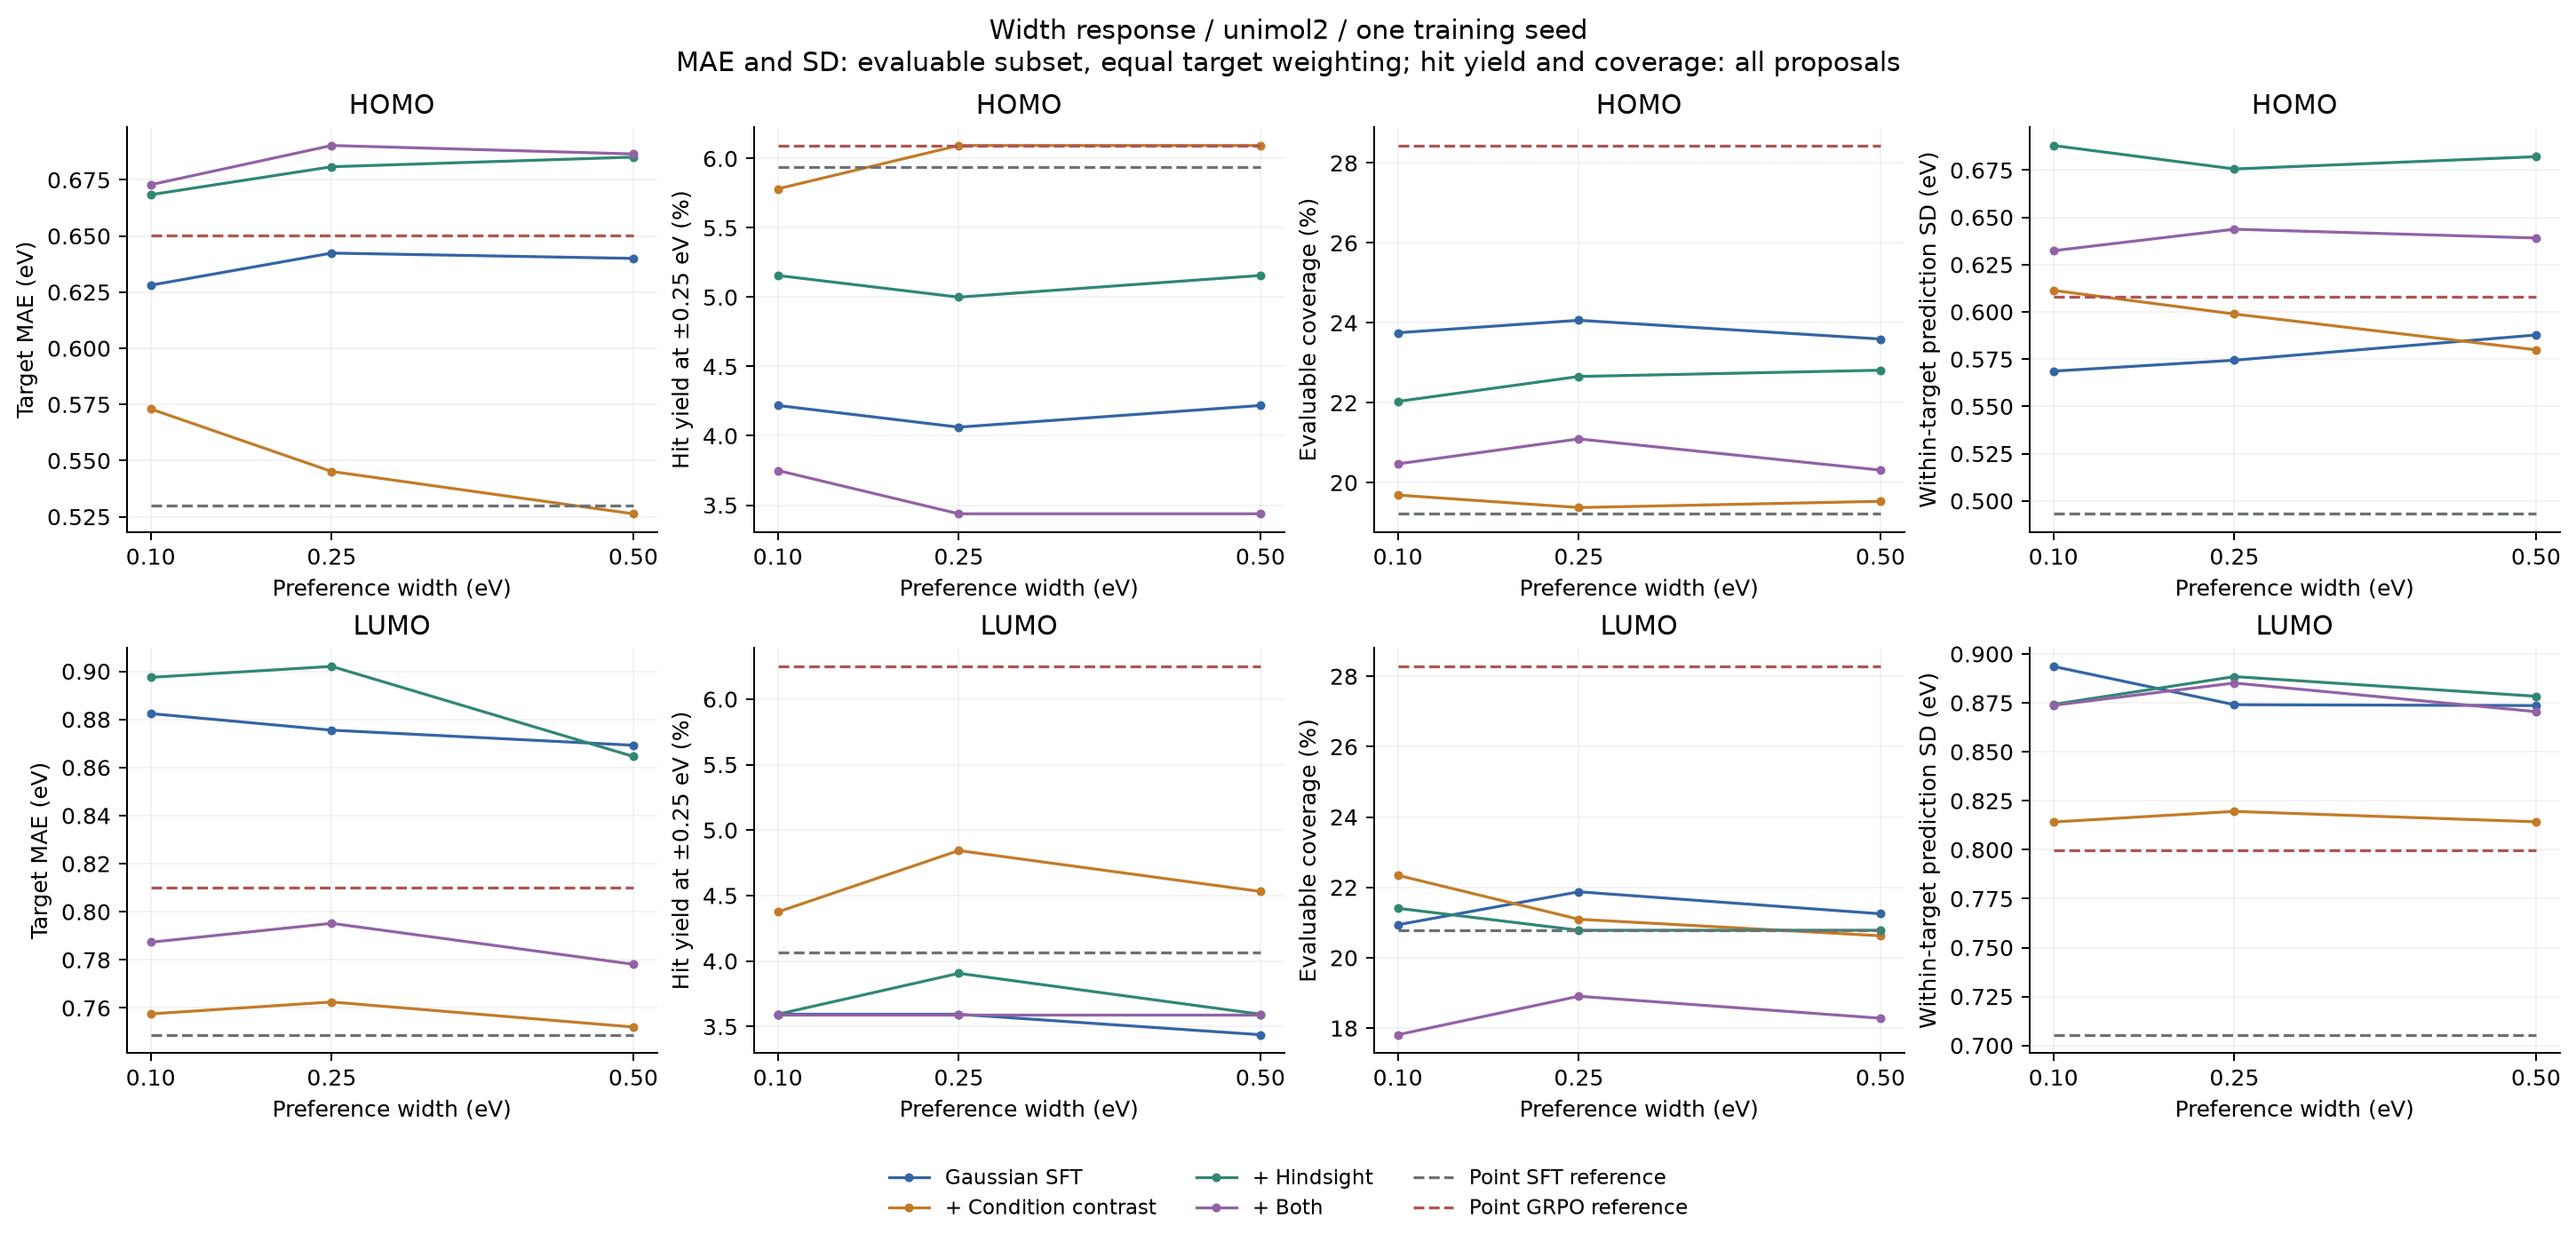 Width response / unimol2 / one training seed
MAE and SD: evaluable subset, equal target weighting; hit yield and coverage: all proposals
HOMO
Target MAE (eV)
0.675
0.650
0.625
0.600
0.575
0.550
0.525
0.10 0.25 0.50
Preference width (eV)
HOMO
Hit yield at ±0.25 eV (%)
6.0
5.5
5.0
4.5
4.0
3.5
0.10 0.25 0.50
Preference width (eV)
HOMO
Evaluable coverage (%)
28
26
24
22
20
0.10 0.25 0.50
Preference width (eV)
HOMO
Within-target prediction SD (eV)
0.675
0.650
0.625
0.600
0.575
0.550
0.525
0.500
0.10 0.25 0.50
Preference width (eV)
LUMO
Target MAE (eV)
0.90
0.88
0.86
0.84
0.82
0.80
0.78
0.76
0.10 0.25 0.50
Preference width (eV)
LUMO
Hit yield at ±0.25 eV (%)
6.0
5.5
5.0
4.5
4.0
3.5
0.10 0.25 0.50
Preference width (eV)
LUMO
Evaluable coverage (%)
28
26
24
22
20
18
0.10 0.25 0.50
Preference width (eV)
LUMO
Within-target prediction SD (eV)
0.900
0.875
0.850
0.825
0.800
0.775
0.750
0.725
0.700
0.10 0.25 0.50
Preference width (eV)
Gaussian SFT
+ Condition contrast
+ Hindsight
+ Both
Point SFT reference
Point GRPO reference